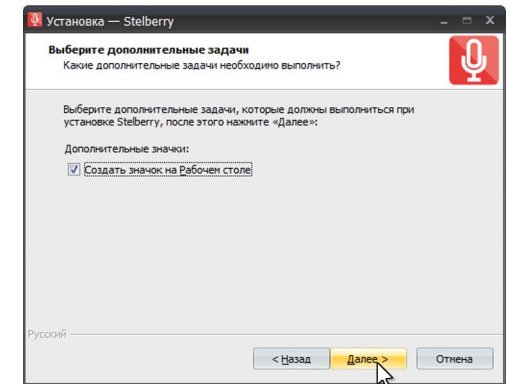 Установка — Stelberry
Выберите дополнительные задачи
Какие дополнительные задачи необходимо выполнить?
Выберите дополнительные задачи, которые должны выполниться при
установке Stelberry, после этого нажмите «Далее»:
Дополнительные значки:
Создать значок на Рабочем столе
Русский
< Назад Далее > Отмена